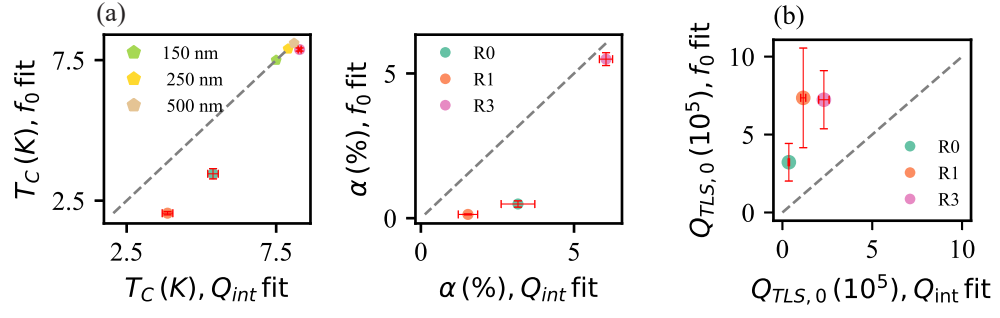 (a)
(b)
T_C (K), f_0 fit
7.5
2.5
150 nm
250 nm
500 nm
2.5
7.5
T_C (K), Q_int fit
α (%), f_0 fit
5
0
R0
R1
R3
0
5
α (%), Q_int fit
Q_TLS, 0 (10^5), f_0 fit
10
5
0
R0
R1
R3
0
5
10
Q_TLS, 0 (10^5), Q_int fit